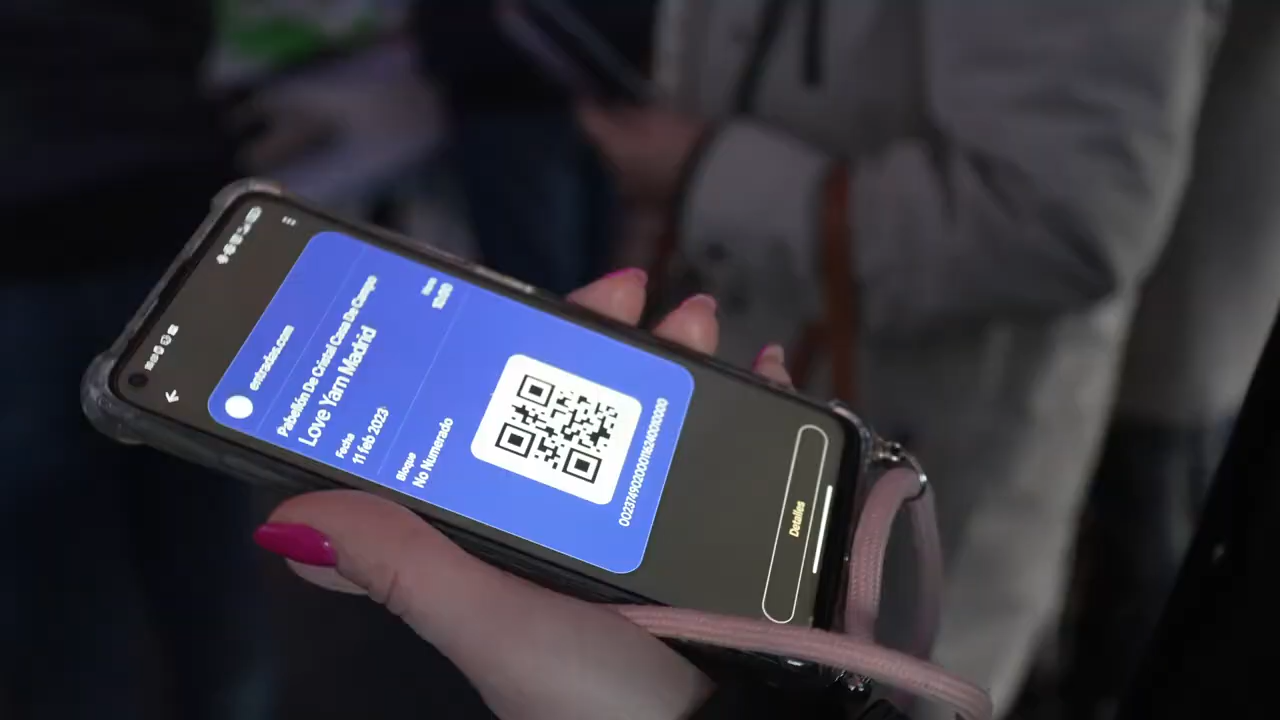 entradas.com
Pabellón De Cristal Casa De Campo
Love Yarn Madrid
Fecha
11 feb 2023
Bloque
No Numerado
Detalles